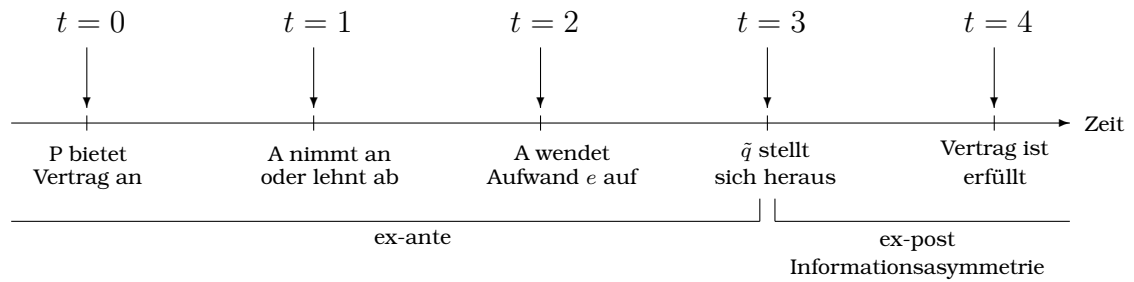 t = 0 t = 1 t = 2 t = 3 t = 4
Zeit
P bietet
Vertrag an
A nimmt an
oder lehnt ab
A wendet
Aufwand e auf
q̃ stellt
sich heraus
Vertrag ist
erfüllt
ex-ante
ex-post
Informationsasymmetrie